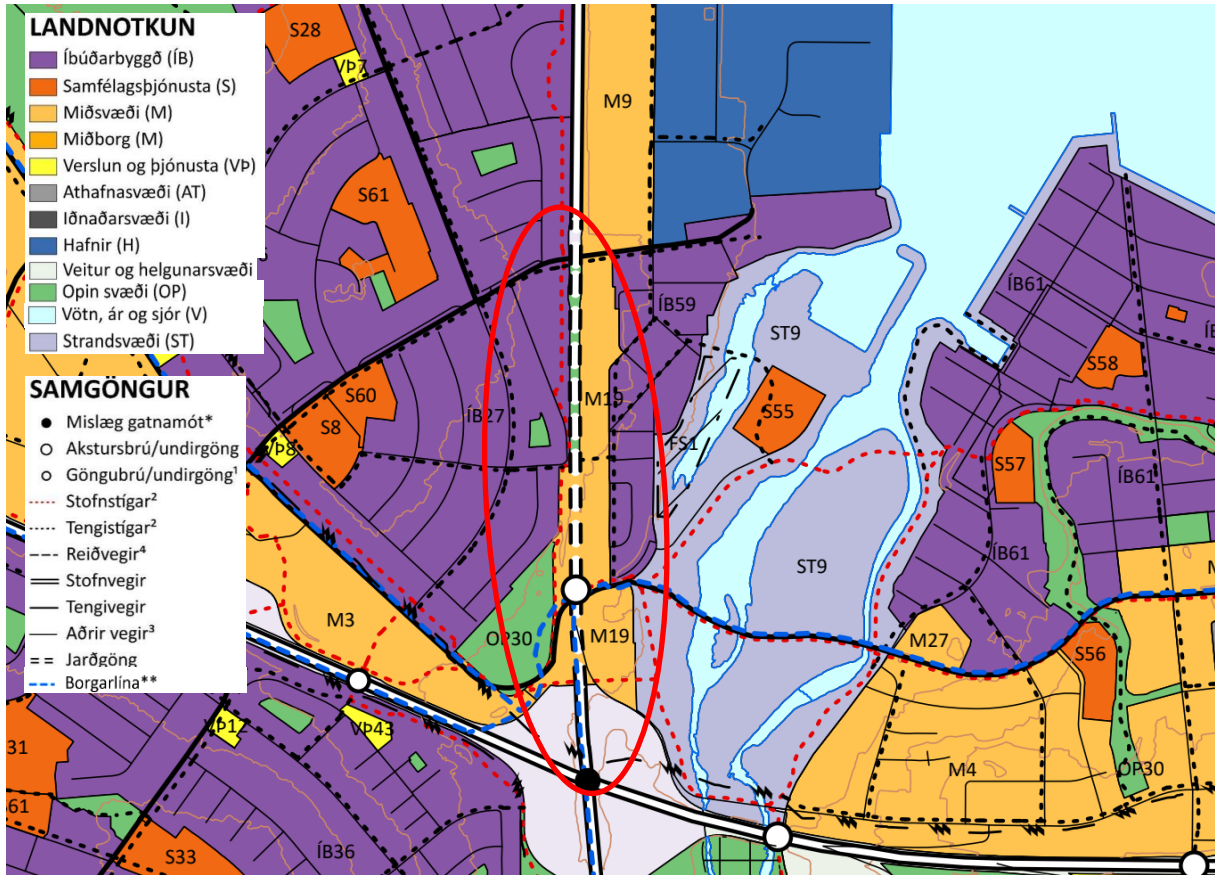 LANDNOTKUN
Íbúðarbyggð (ÍB)
Samfélagsþjónusta (S)
Miðsvæði (M)
Miðborg (M)
Verslun og þjónusta (VÞ)
Athafnasvæði (AT)
Iðnaðarsvæði (I)
Hafnir (H)
Veitur og helgunarsvæði
Opin svæði (OP)
Vötn, ár og sjór (V)
Strandsvæði (ST)
SAMGÖNGUR
Mislæg gatnamót*
Akstursbrú/undirgöng
Göngubrú/undirgöng¹
Stofnstígar²
Tengistígar²
Reiðvegir⁴
Stofnvegir
Tengivegir
Aðrir vegir³
Jarðgöng
Borgarlína**
S28
VÞ7
M9
S61
ÍB59
ÍB61
ÍB
ST9
S58
S60
M19
S55
S8
ÍB27
FS1
VÞ8
S57
ÍB61
ÍB61
ST9
M
M3
OP30
M19
M27
S56
VÞ12
VÞ43
31
M4
OP30
61
S33
ÍB36